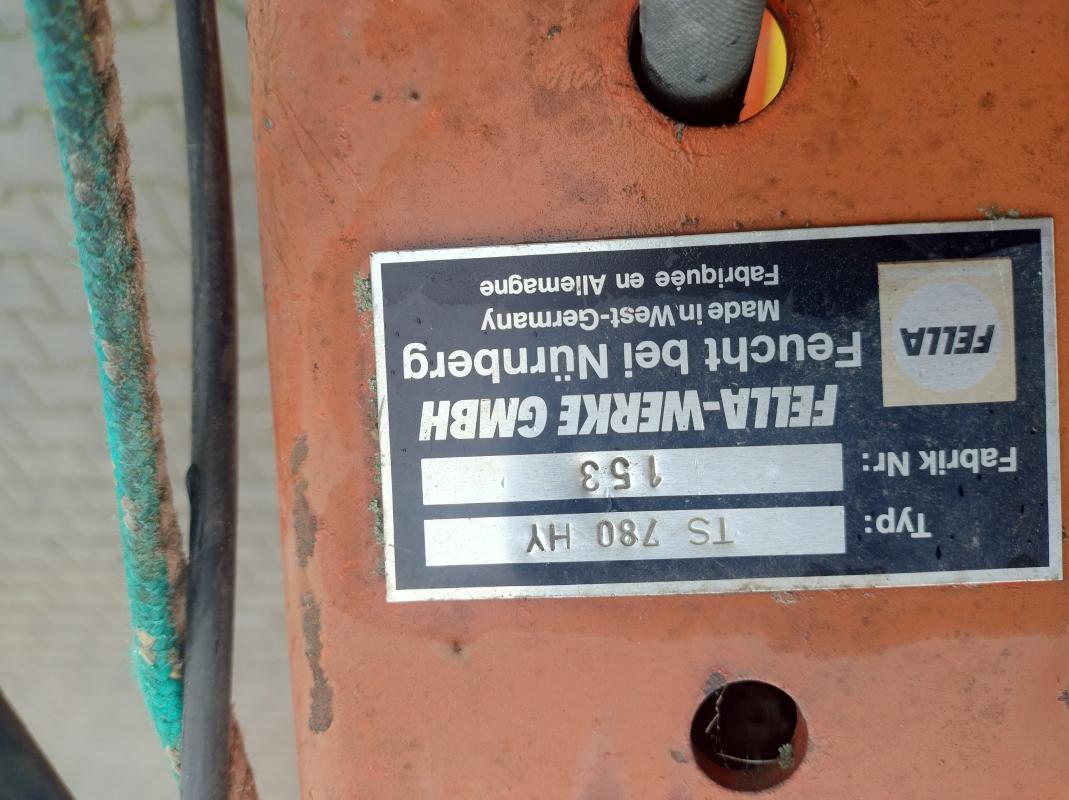 Typ: TS 780 HY
Fabrik Nr: 153
FELLA-WERKE GMBH
Feucht bei Nürnberg
Made in West-Germany
Fabriquée en Allemagne
FELLA